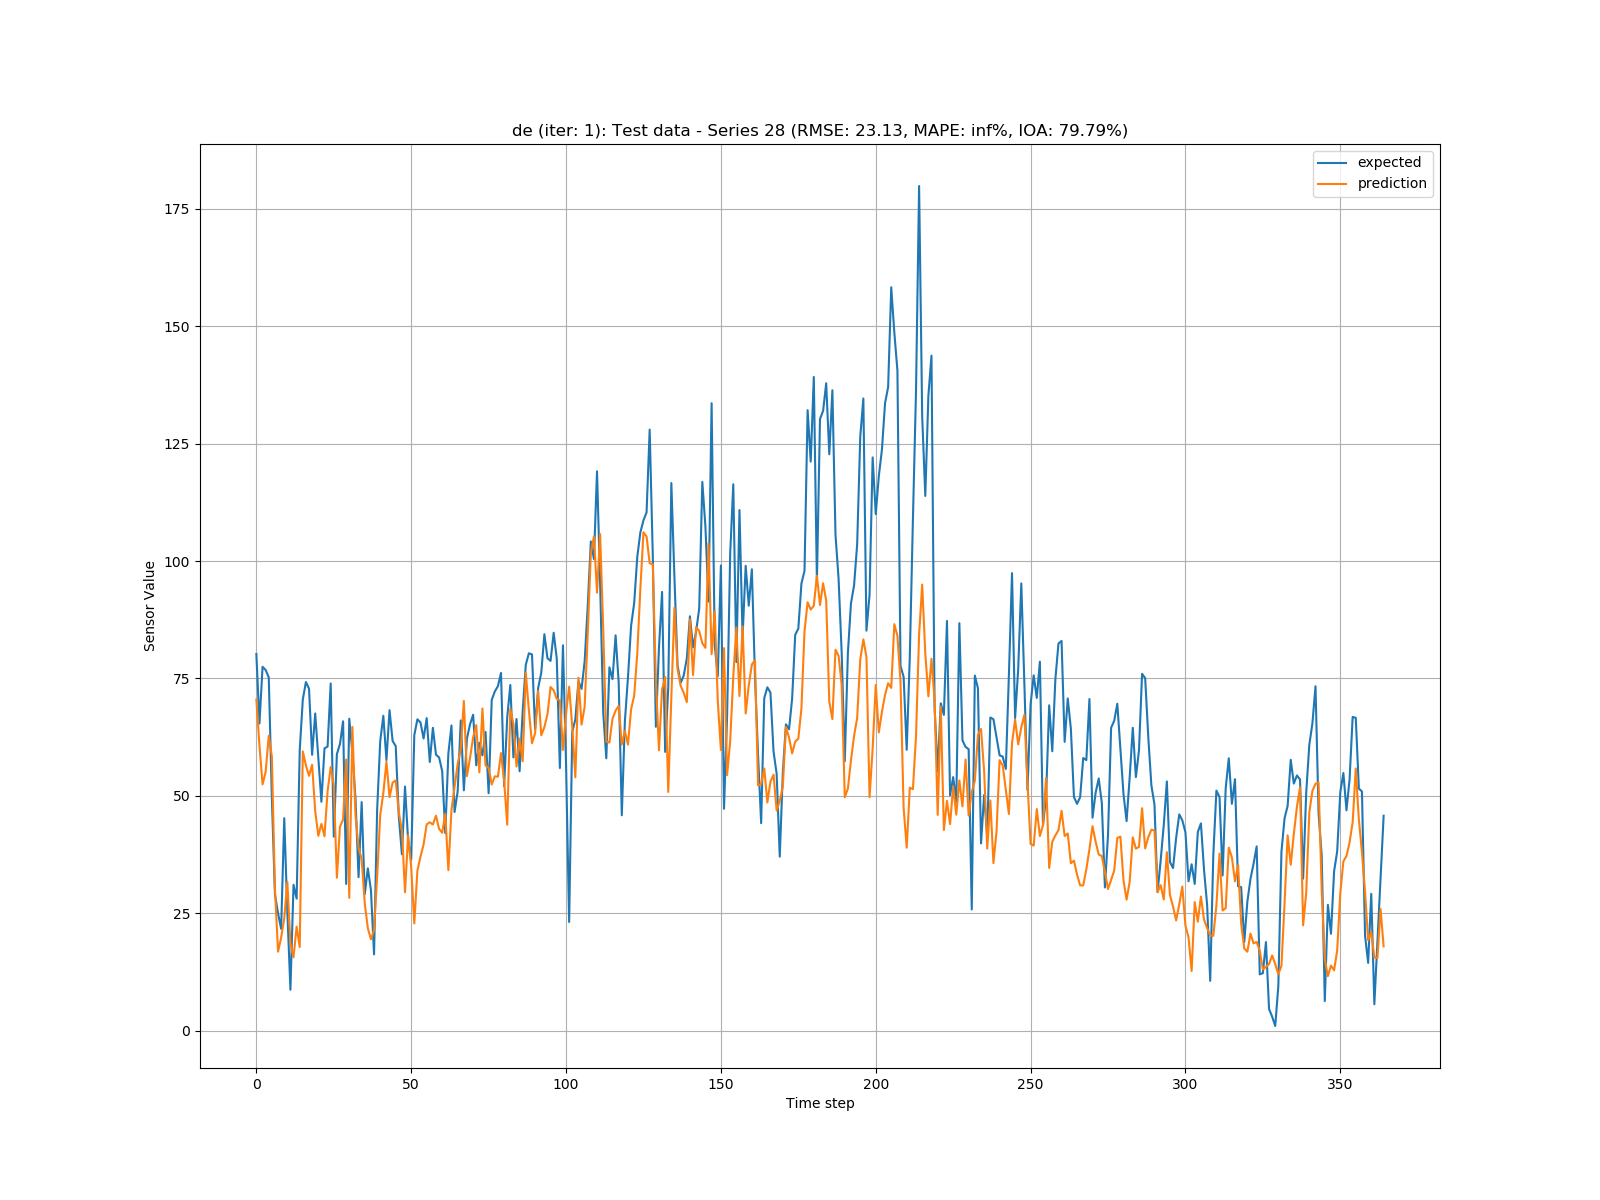 de (iter: 1): Test data - Series 28 (RMSE: 23.13, MAPE: inf%, IOA: 79.79%)
expected
prediction
175
150
125
100
75
50
25
0
Sensor Value
0 50 100 150 200 250 300 350
Time step